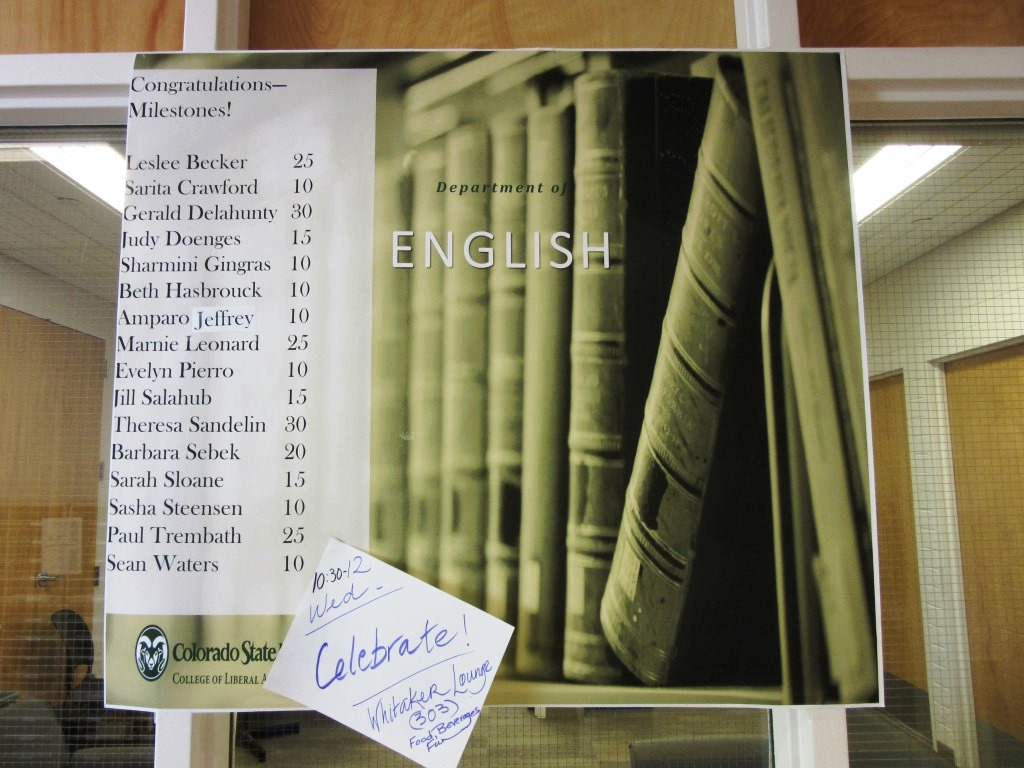 Congratulations—
Milestones!
Leslee Becker 25
Sarita Crawford 10
Gerald Delahunty 30
Judy Doenges 15
Sharmini Gingras 10
Beth Hasbrouck 10
Amparo Jeffrey 10
Marnie Leonard 25
Evelyn Pierro 10
Jill Salahub 15
Theresa Sandelin 30
Barbara Sebek 20
Sarah Sloane 15
Sasha Steensen 10
Paul Trembath 25
Sean Waters 10
Department of
ENGLISH
Colorado State
COLLEGE OF LIBERAL
10:30-12
Wed -
Celebrate!
Whitaker Lounge
(303)
Food, Beverages
Fun